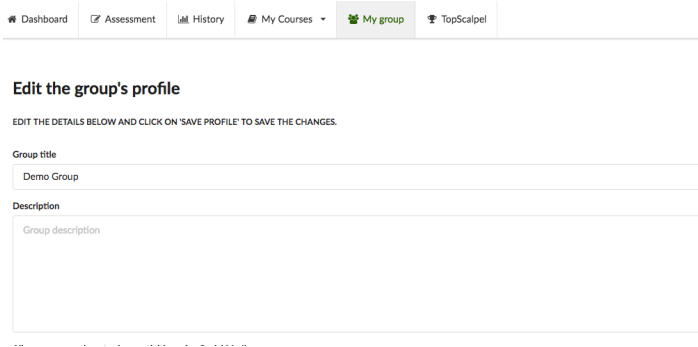 Dashboard Assessment History My Courses My group TopScalpel
Edit the group's profile
EDIT THE DETAILS BELOW AND CLICK ON 'SAVE PROFILE' TO SAVE THE CHANGES.
Group title
Demo Group
Description
Group description